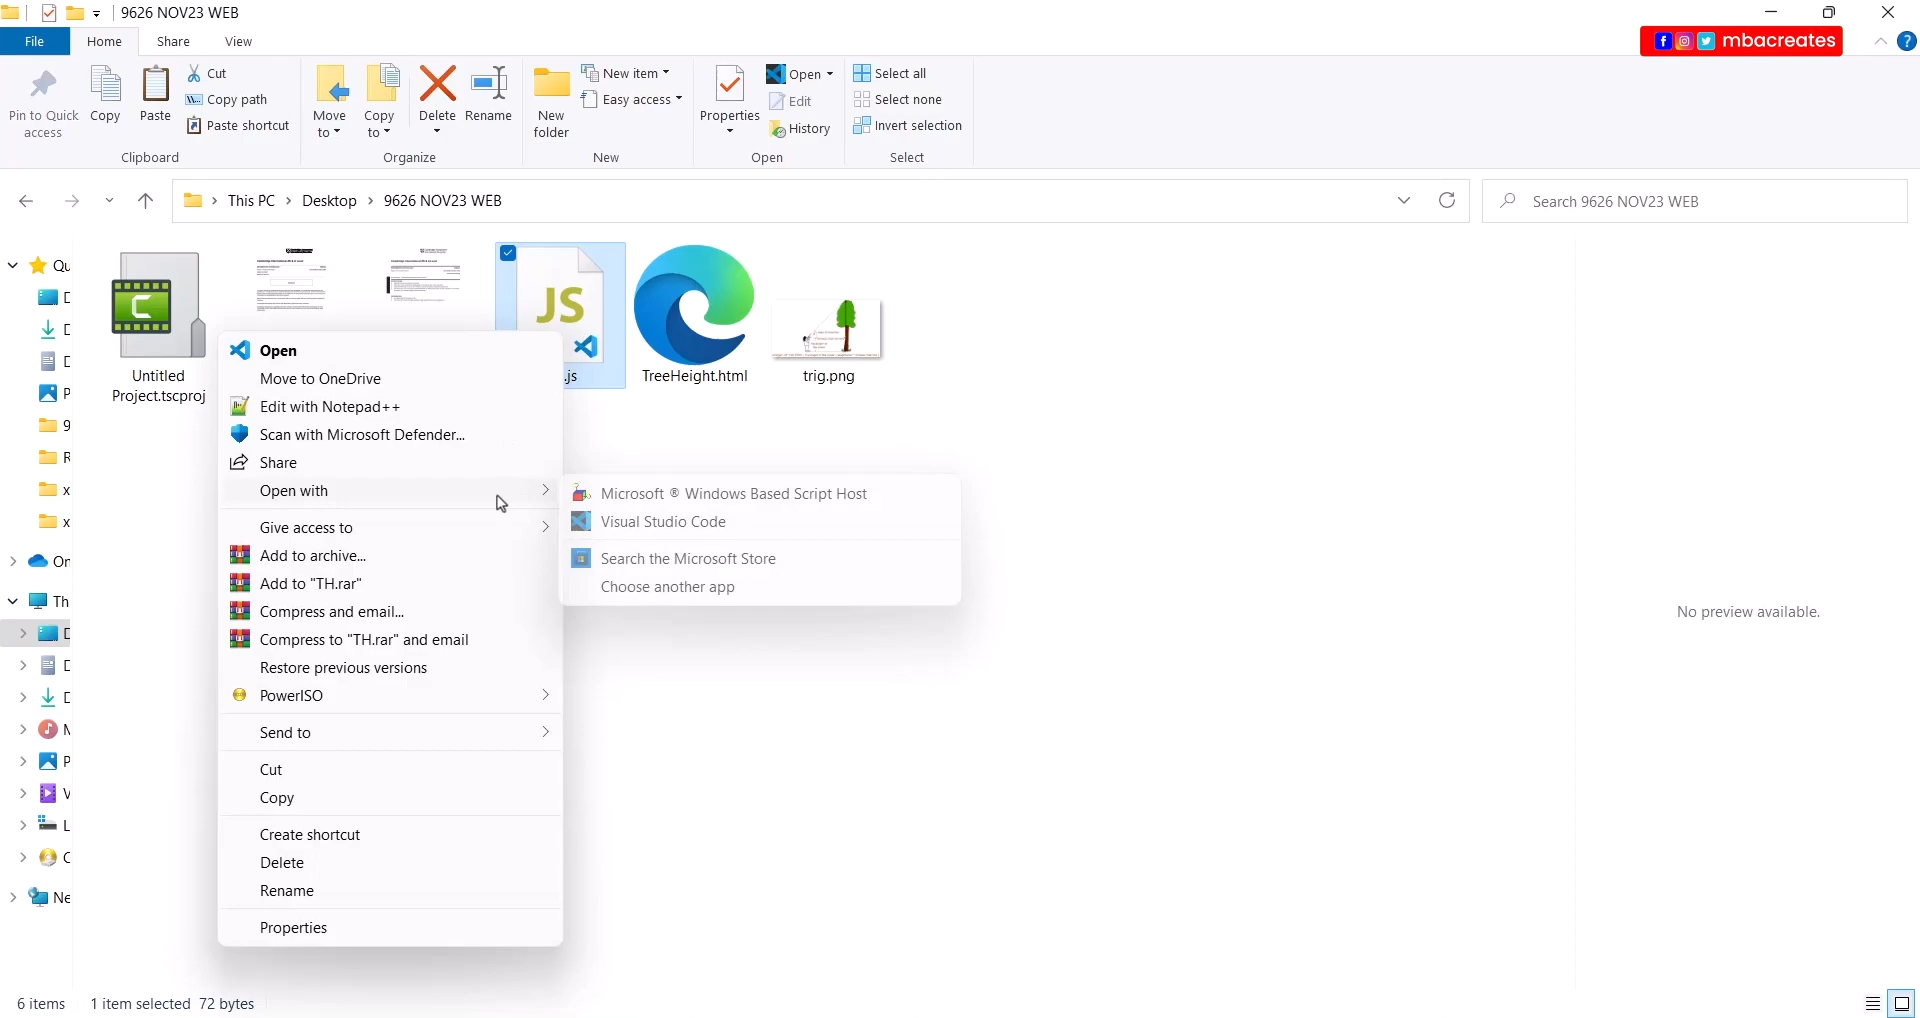 9626 NOV23 WEB
File
Home
Share
View
mbacreates
Pin to Quick
access
Copy
Paste
Cut
Copy path
Paste shortcut
Clipboard
Move
to
Copy
to
Delete
Rename
Organize
New
folder
New item
Easy access
New
Properties
Open
Edit
History
Open
Select all
Select none
Invert selection
Select
This PC
Desktop
9626 NOV23 WEB
Search 9626 NOV23 WEB
Qu
9
x
x
On
Th
Ne
Untitled
Project.tscproj
JS
.js
TreeHeight.html
trig.png
Open
Move to OneDrive
Edit with Notepad++
Scan with Microsoft Defender...
Share
Open with
Give access to
Add to archive...
Add to "TH.rar"
Compress and email...
Compress to "TH.rar" and email
Restore previous versions
PowerISO
Send to
Cut
Copy
Create shortcut
Delete
Rename
Properties
Microsoft ® Windows Based Script Host
Visual Studio Code
Search the Microsoft Store
Choose another app
No preview available.
6 items
1 item selected 72 bytes